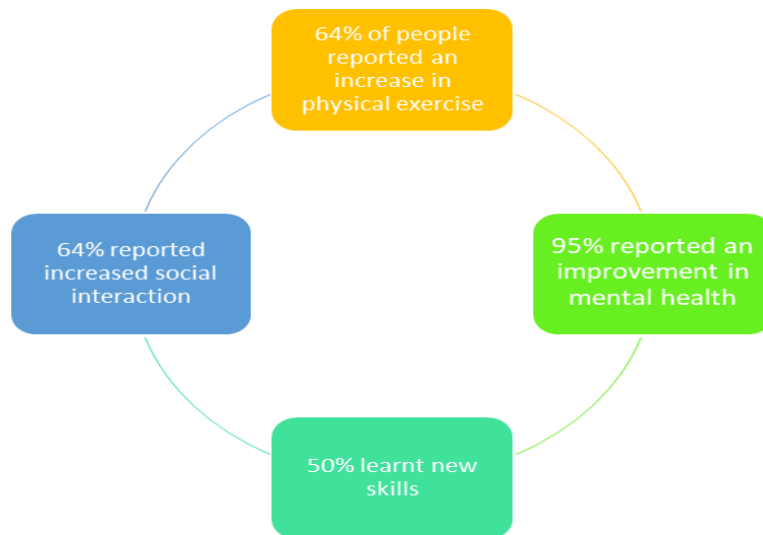 64% of people
reported an
increase in
physical exercise
95% reported an
improvement in
mental health
50% learnt new
skills
64% reported
increased social
interaction